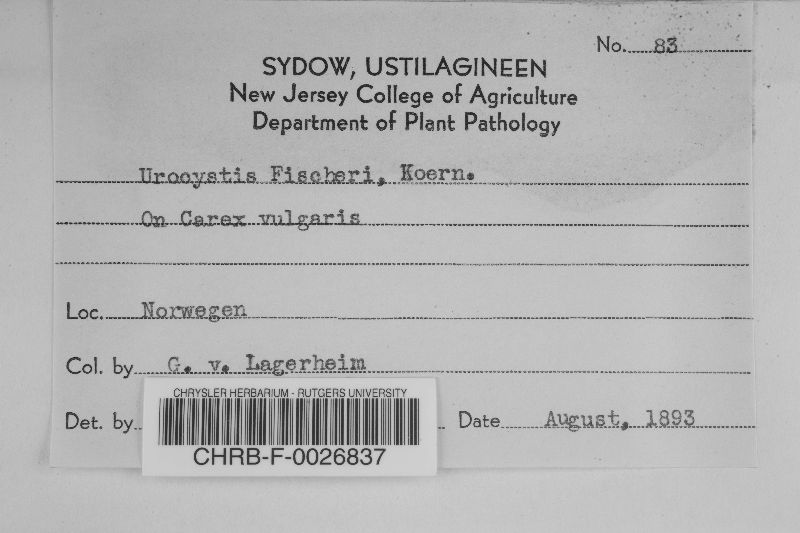 No. 83
SYDOW, USTILAGINEEN
New Jersey College of Agriculture
Department of Plant Pathology
Urocystis Fischeri, Koern.
On Carex vulgaris
Loc. Norwegen
Col. by G. v. Lagerheim
Det. by Date August, 1893
CHRYSLER HERBARIUM - RUTGERS UNIVERSITY
CHRB-F-0026837